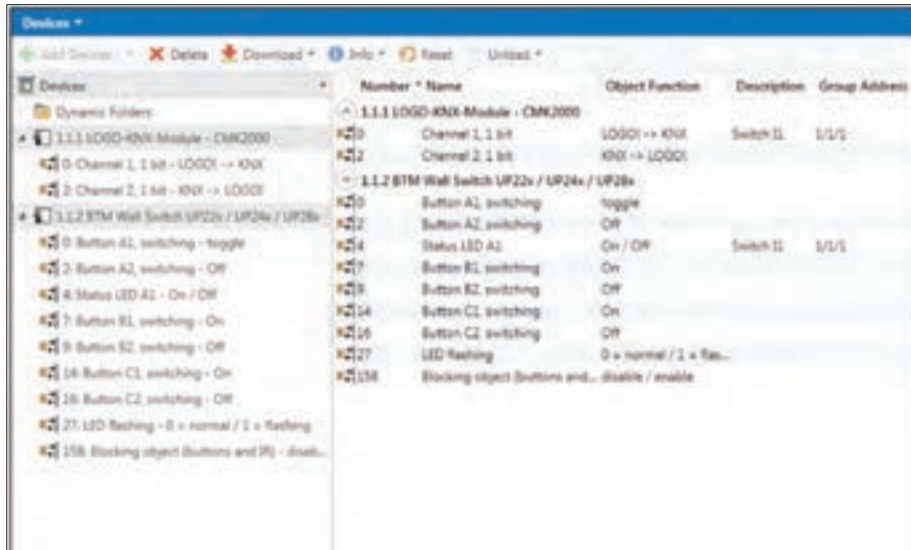 Devices
Add Devices Delete Download Info Reset Unload
Devices
Dynamic Folders
1.1.1 LOGO-KNX-Module - CMK2000
0: Channel 1, 1 bit - LOGO! -> KNX
2: Channel 2, 1 bit - KNX -> LOGO!
1.1.2 BTM Wall Switch UP22x / UP24x / UP28x
0: Button A1, switching - toggle
2: Button A2, switching - Off
4: Status LED A1 - On / Off
7: Button B1, switching - On
9: Button B2, switching - Off
14: Button C1, switching - On
16: Button C2, switching - Off
27: LED flashing - 0 = normal / 1 = flashing
158: Blocking object (buttons and IR) - disab...
Number Name Object Function Description Group Address
1.1.1 LOGO-KNX-Module - CMK2000
0 Channel 1, 1 bit LOGO! -> KNX Switch I1 1/1/1
2 Channel 2, 1 bit KNX -> LOGO!
1.1.2 BTM Wall Switch UP22x / UP24x / UP28x
0 Button A1, switching toggle
2 Button A2, switching Off
4 Status LED A1 On / Off Switch I1 1/1/1
7 Button B1, switching On
9 Button B2, switching Off
14 Button C1, switching On
16 Button C2, switching Off
27 LED flashing 0 = normal / 1 = flas...
158 Blocking object (buttons and... disable / enable